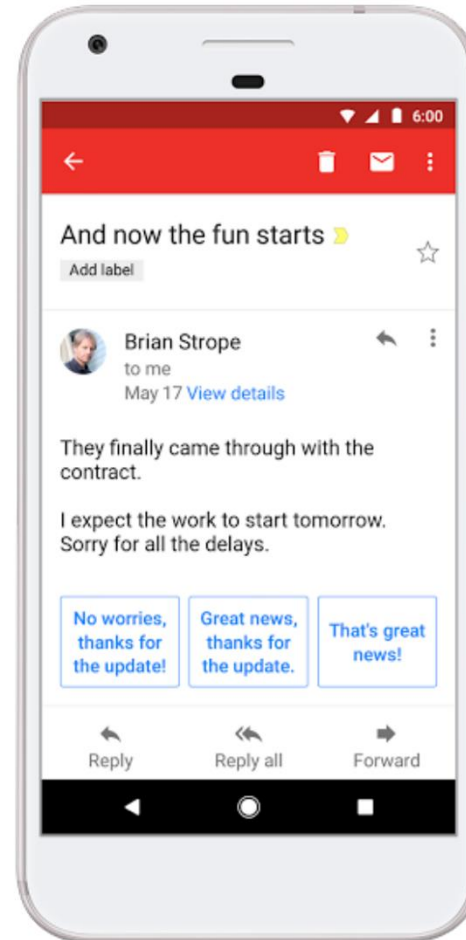 6:00
And now the fun starts
Add label
Brian Strope
to me
May 17 View details
They finally came through with the
contract.
I expect the work to start tomorrow.
Sorry for all the delays.
No worries,
thanks for
the update!
Great news,
thanks for
the update.
That's great
news!
Reply
Reply all
Forward